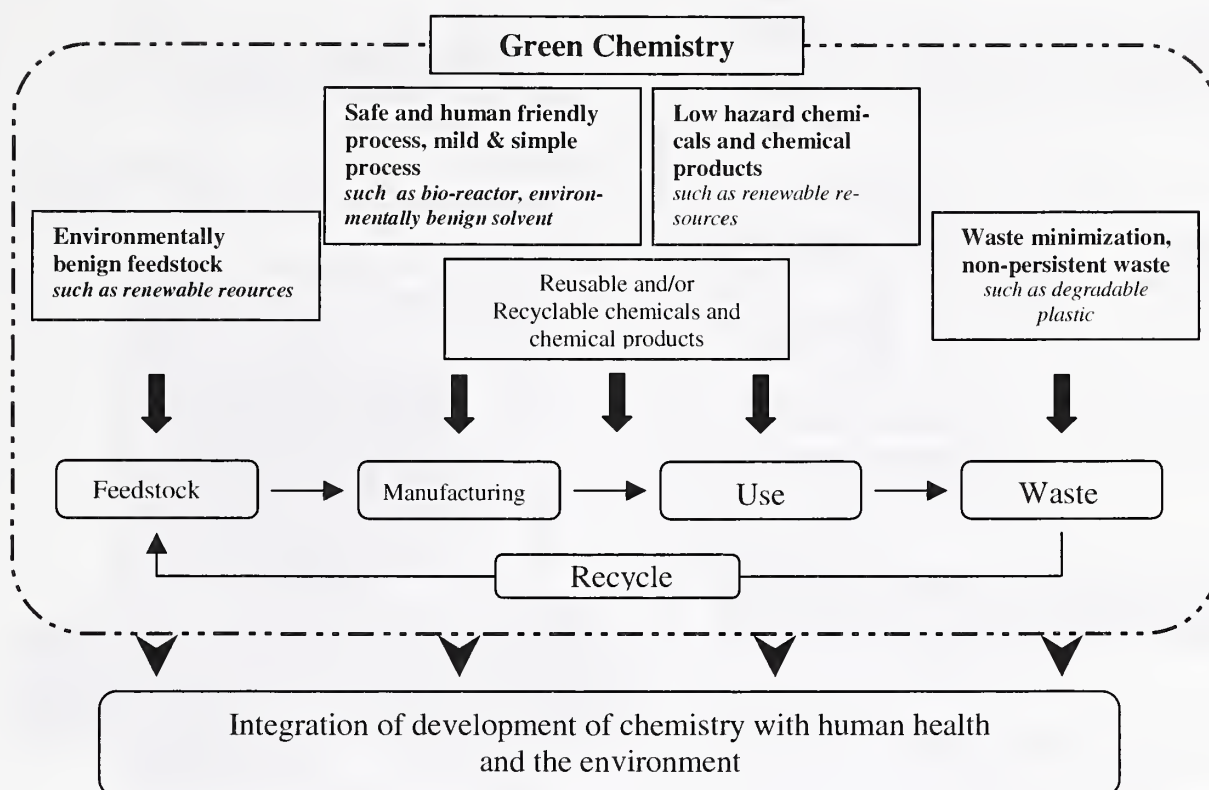 Green Chemistry
Safe and human friendly
process, mild & simple
process
such as bio-reactor, environ-
mentally benign solvent
Low hazard chemi-
cals and chemical
products
such as renewable re-
sources
Environmentally
benign feedstock
such as renewable reources
Waste minimization,
non-persistent waste
such as degradable
plastic
Reusable and/or
Recyclable chemicals and
chemical products
Feedstock
Manufacturing
Use
Waste
Recycle
Integration of development of chemistry with human health
and the environment